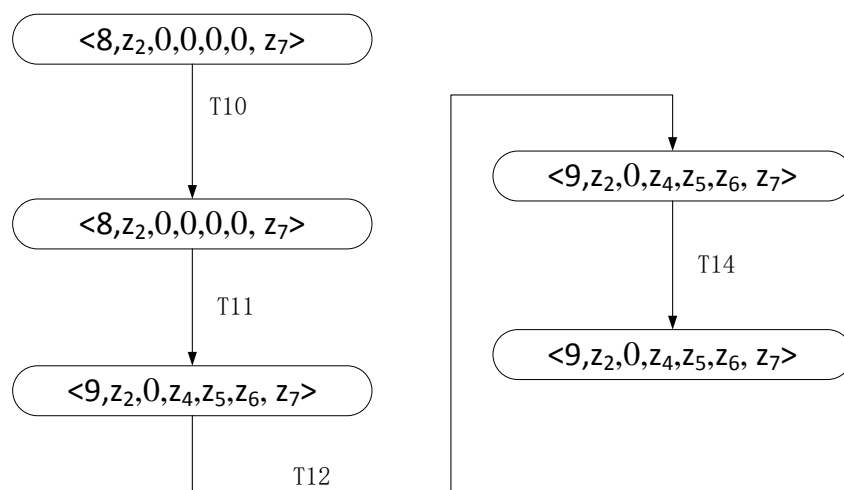 <8,z₂,0,0,0,0, z₇>
T10
<8,z₂,0,0,0,0, z₇>
T11
<9,z₂,0,z₄,z₅,z₆, z₇>
T12
<9,z₂,0,z₄,z₅,z₆, z₇>
T14
<9,z₂,0,z₄,z₅,z₆, z₇>